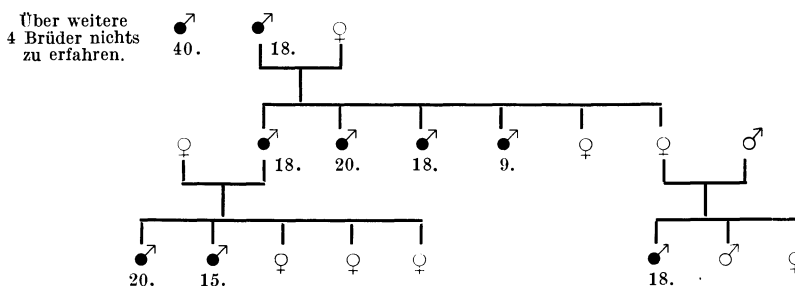 Über weitere
4 Brüder nichts
zu erfahren.
40. 18.
18. 20. 18. 9.
20. 15. 18.